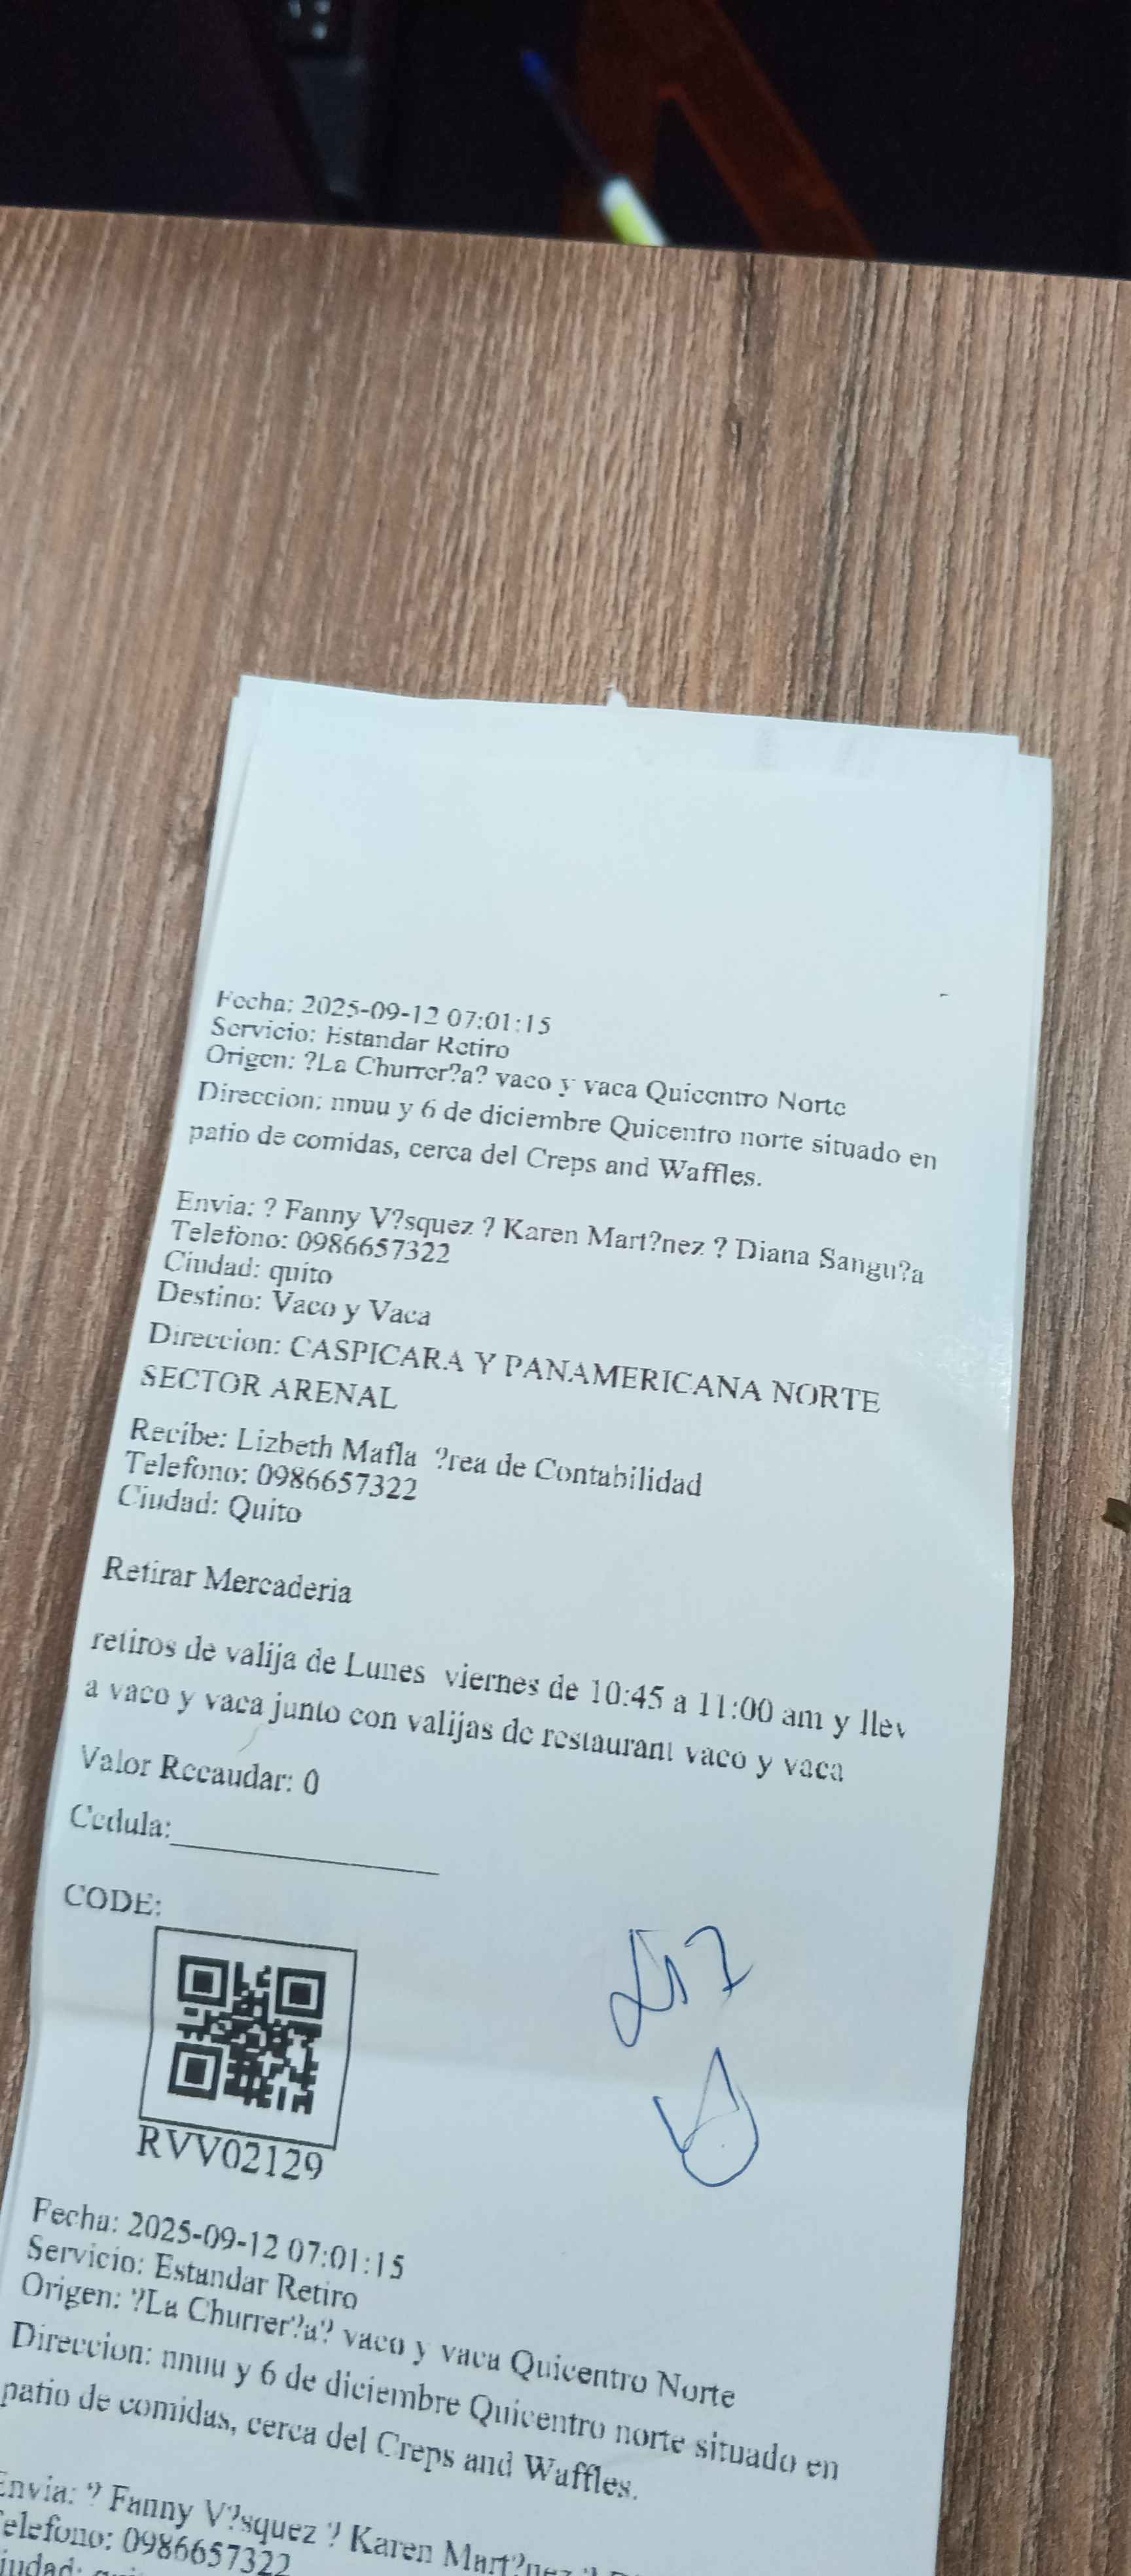 Fecha: 2025-09-12 07:01:15
Servicio: Estandar Retiro
Origen: ?La Churrer?a? vaco y vaca Quicentro Norte
Direccion: nnuu y 6 de diciembre Quicentro norte situado en
patio de comidas, cerca del Creps and Waffles.
Envia: ? Fanny V?squez ? Karen Mart?nez ? Diana Sangu?a
Telefono: 0986657322
Ciudad: quito
Destino: Vaco y Vaca
Direccion: CASPICARA Y PANAMERICANA NORTE
SECTOR ARENAL
Recibe: Lizbeth Mafla ?rea de Contabilidad
Telefono: 0986657322
Ciudad: Quito
Retirar Mercaderia
retiros de valija de Lunes viernes de 10:45 a 11:00 am y llev
a vaco y vaca junto con valijas de restaurant vaco y vaca
Valor Recaudar: 0
Cedula:
CODE:
RVV02129
Fecha: 2025-09-12 07:01:15
Servicio: Estandar Retiro
Origen: ?La Churrer?a? vaco y vaca Quicentro Norte
Direccion: nnuu y 6 de diciembre Quicentro norte situado en
patio de comidas, cerca del Creps and Waffles.
Envia: ? Fanny V?squez ? Karen Mart?nez ?
Telefono: 0986657322